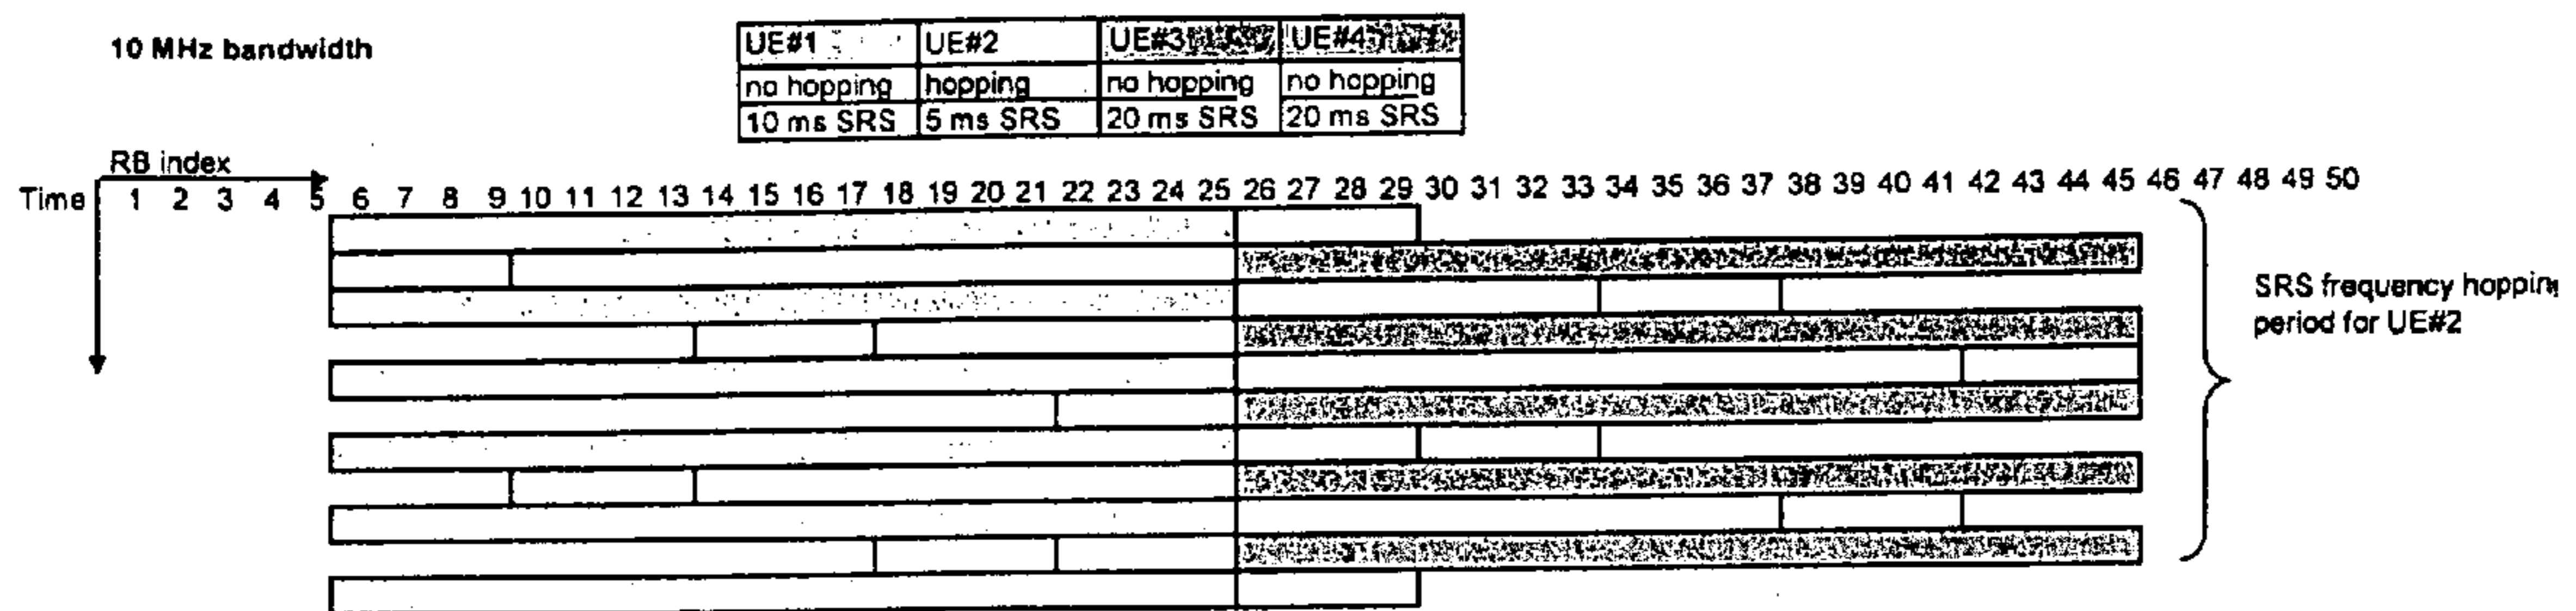 10 MHz bandwidth
UE#1 UE#2 UE#3 UE#4
no hopping hopping no hopping no hopping
10 ms SRS 5 ms SRS 20 ms SRS 20 ms SRS
RB index
Time 1 2 3 4 5 6 7 8 9 10 11 12 13 14 15 16 17 18 19 20 21 22 23 24 25 26 27 28 29 30 31 32 33 34 35 36 37 38 39 40 41 42 43 44 45 46 47 48 49 50
SRS frequency hopping
period for UE#2